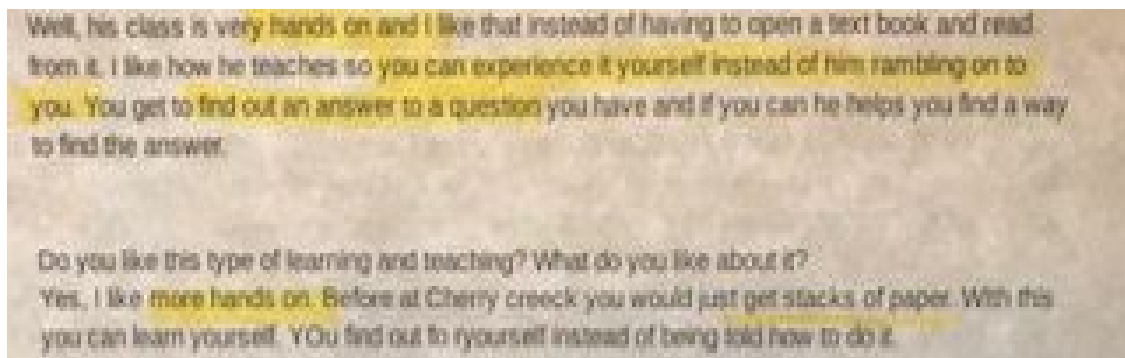 Well, his class is very hands on and I like that instead of having to open a text book and read
from it. I like how he teaches so you can experience it yourself instead of him rambling on to
you. You get to find out an answer to a question you have and if you can he helps you find a way
to find the answer.
Do you like this type of learning and teaching? What do you like about it?
Yes, I like more hands on. Before at Cherry creeck you would just get stacks of paper. With this
you can learn yourself. YOu find out fo ryourself instead of being told how to do it.